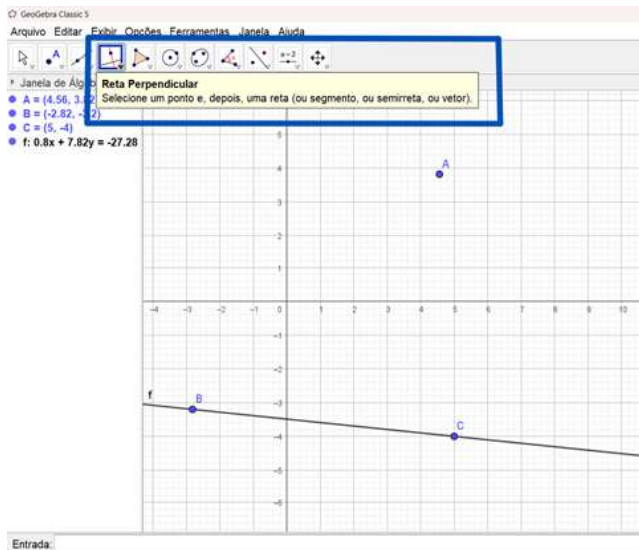 GeoGebra Classic 5
Arquivo Editar Exibir Opções Ferramentas Janela Ajuda
A
a=2
Janela de Álg
Reta Perpendicular
Selecione um ponto e, depois, uma reta (ou segmento, ou semirreta, ou vetor).
A = (4.56, 3.
B = (-2.82, -3.2)
C = (5, -4)
f: 0.8x + 7.82y = -27.28
5
A
4
3
2
1
-4 -3 -2 -1 0 1 2 3 4 5 6 7 8 9 10
-1
-2
f
B
-3
C
-4
-5
-6
Entrada: